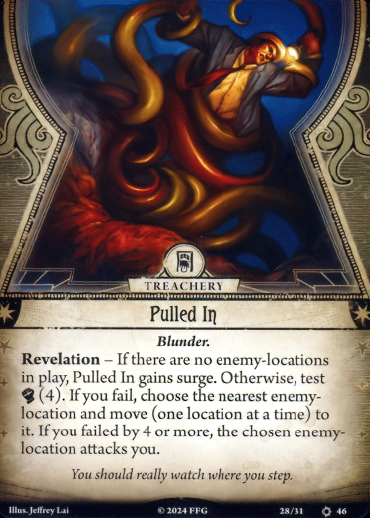 TREACHERY
Pulled In
Blunder.
Revelation – If there are no enemy-locations
in play, Pulled In gains surge. Otherwise, test
(4). If you fail, choose the nearest enemy-
location and move (one location at a time) to
it. If you failed by 4 or more, the chosen enemy-
location attacks you.
You should really watch where you step.
Illus. Jeffrey Lai © 2024 FFG 28/31 46